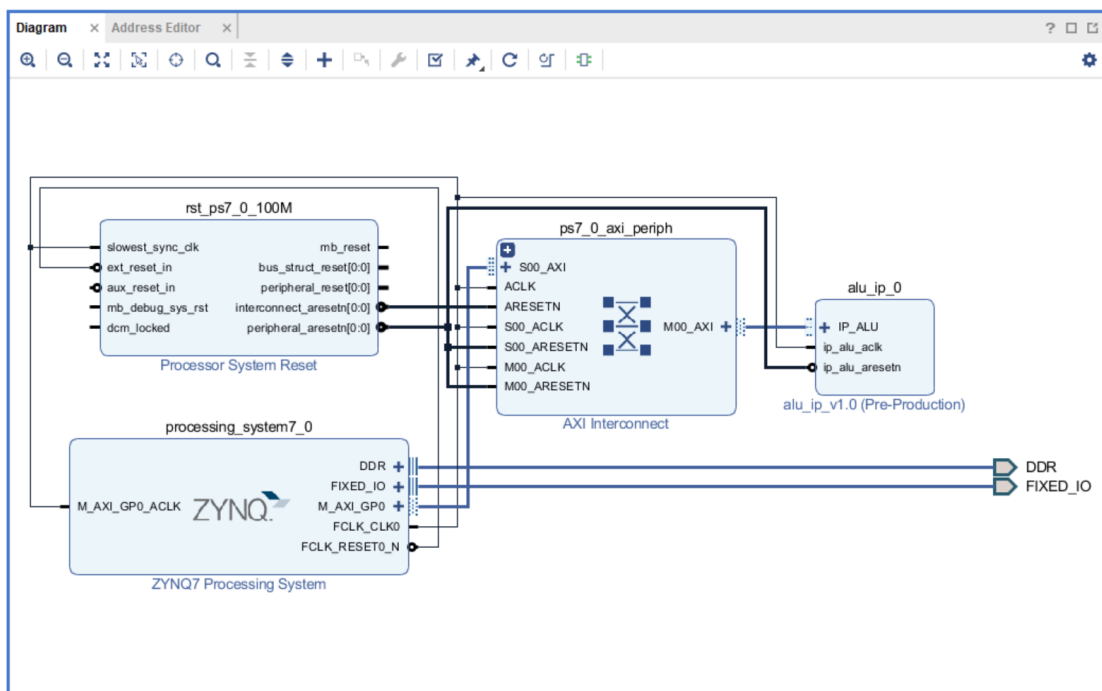 Diagram
Address Editor
rst_ps7_0_100M
slowest_sync_clk
ext_reset_in
aux_reset_in
mb_debug_sys_rst
dcm_locked
mb_reset
bus_struct_reset[0:0]
peripheral_reset[0:0]
interconnect_aresetn[0:0]
peripheral_aresetn[0:0]
Processor System Reset
ps7_0_axi_periph
S00_AXI
ACLK
ARESETN
S00_ACLK
S00_ARESETN
M00_ACLK
M00_ARESETN
M00_AXI
AXI Interconnect
alu_ip_0
IP_ALU
ip_alu_aclk
ip_alu_aresetn
alu_ip_v1.0 (Pre-Production)
processing_system7_0
M_AXI_GP0_ACLK
ZYNQ
DDR
FIXED_IO
M_AXI_GP0
FCLK_CLK0
FCLK_RESET0_N
ZYNQ7 Processing System
DDR
FIXED_IO